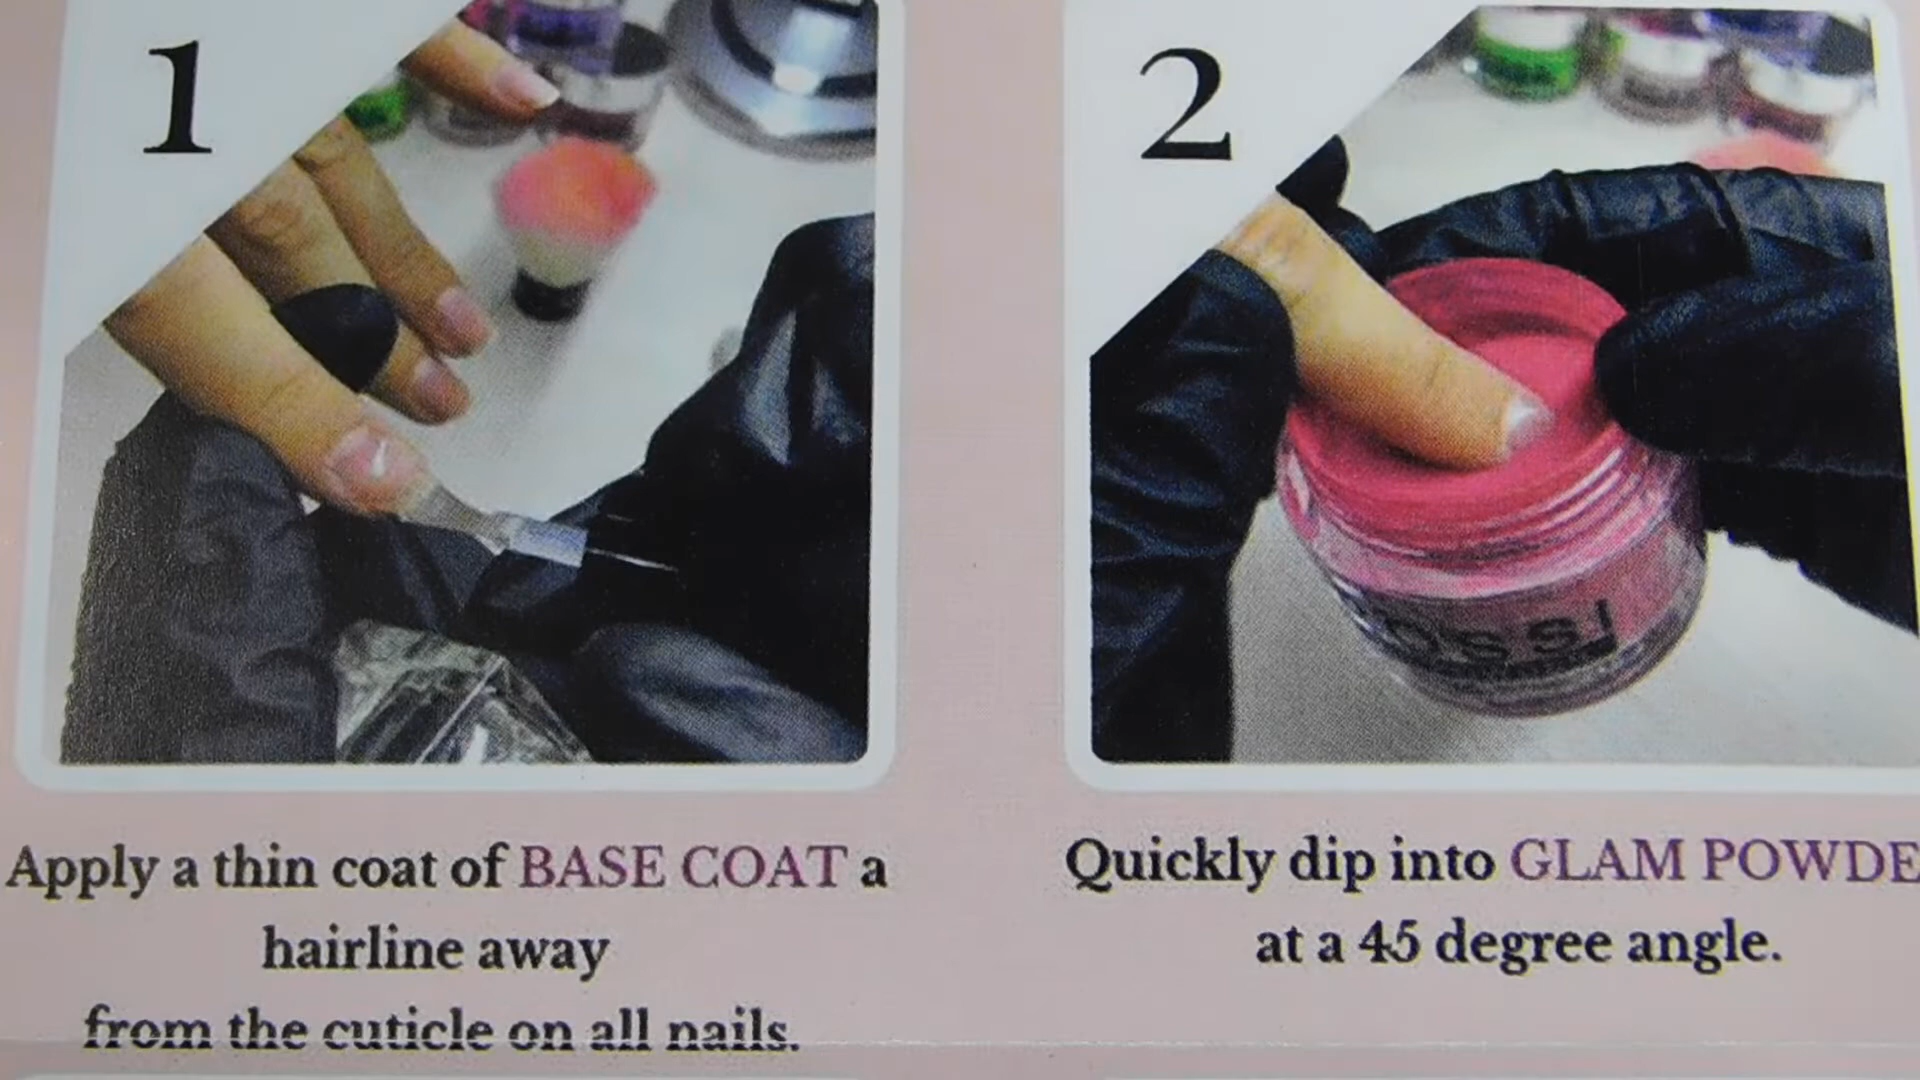 1
Apply a thin coat of BASE COAT a
hairline away
from the cuticle on all nails.
2
Quickly dip into GLAM POWDE
at a 45 degree angle.